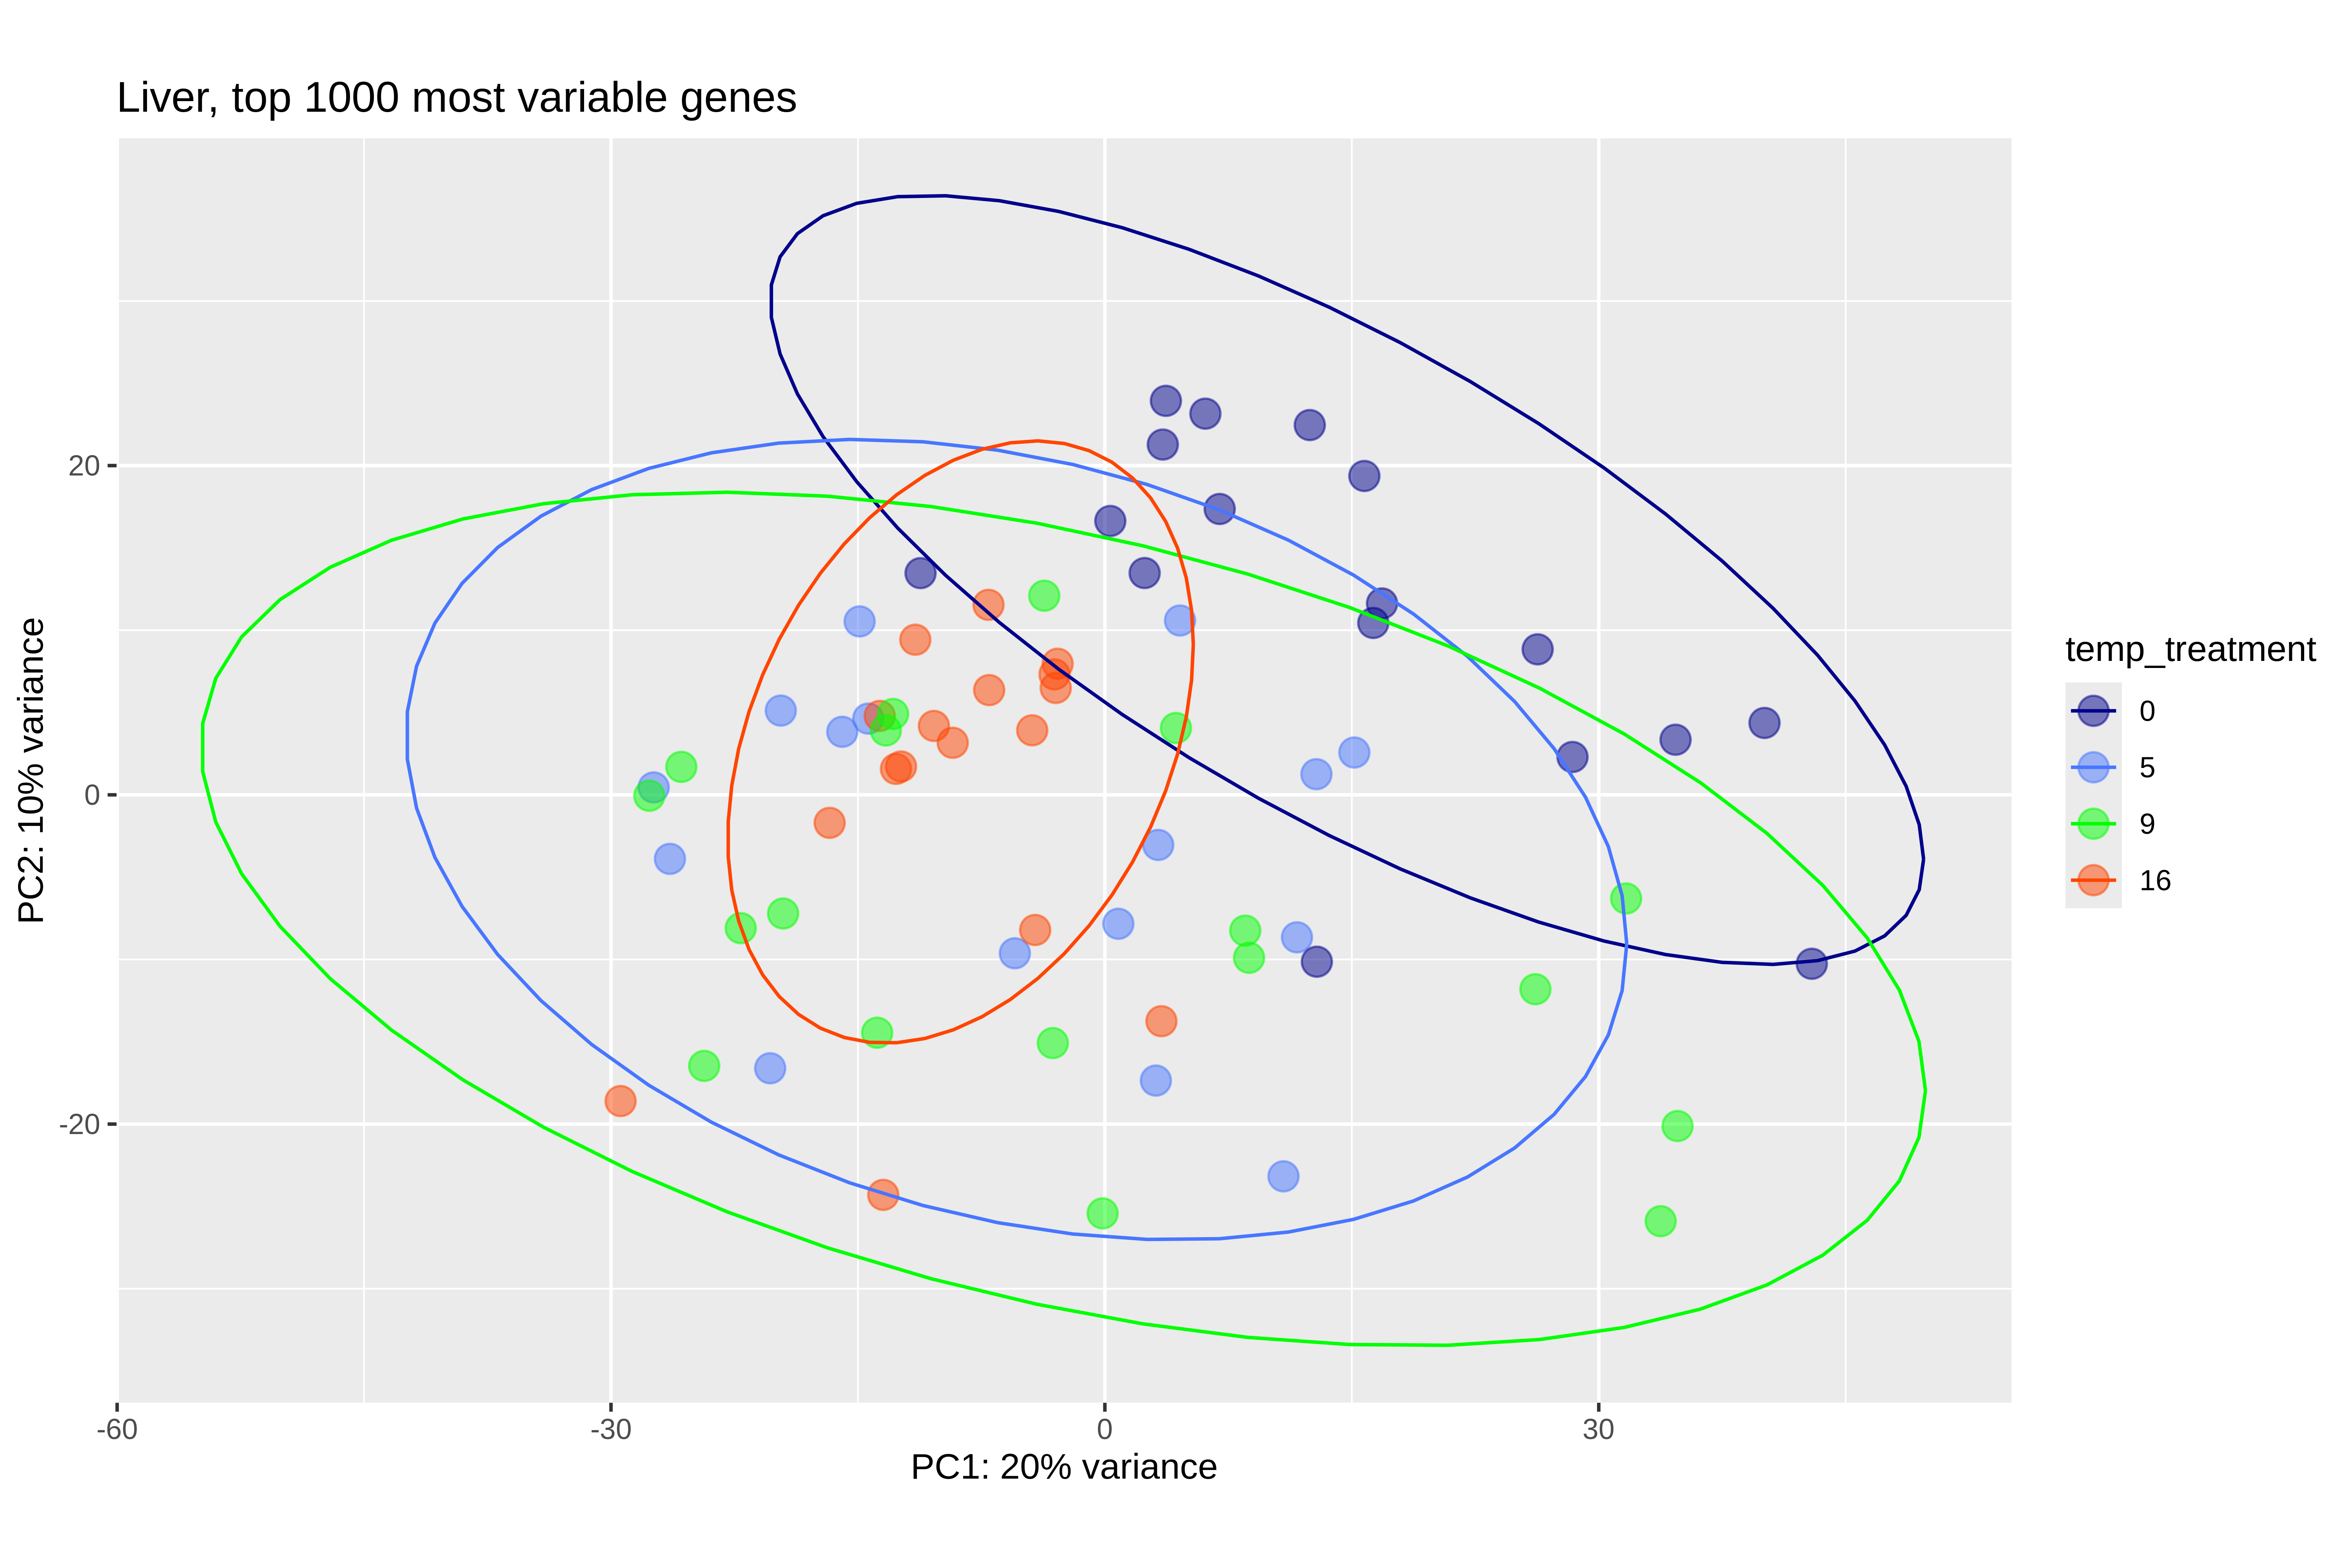 Liver, top 1000 most variable genes
PC2: 10% variance
20
0
-20
-60
-30
0
30
PC1: 20% variance
temp_treatment
0
5
9
16